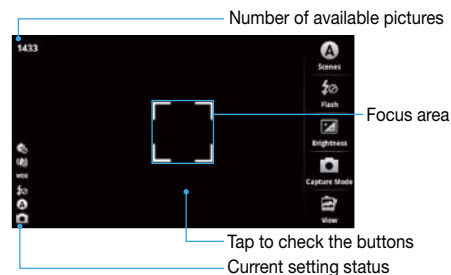 Number of available pictures
1433
Scenes
Flash
Focus area
Brightness
WIDE
Capture Mode
View
Tap to check the buttons
Current setting status